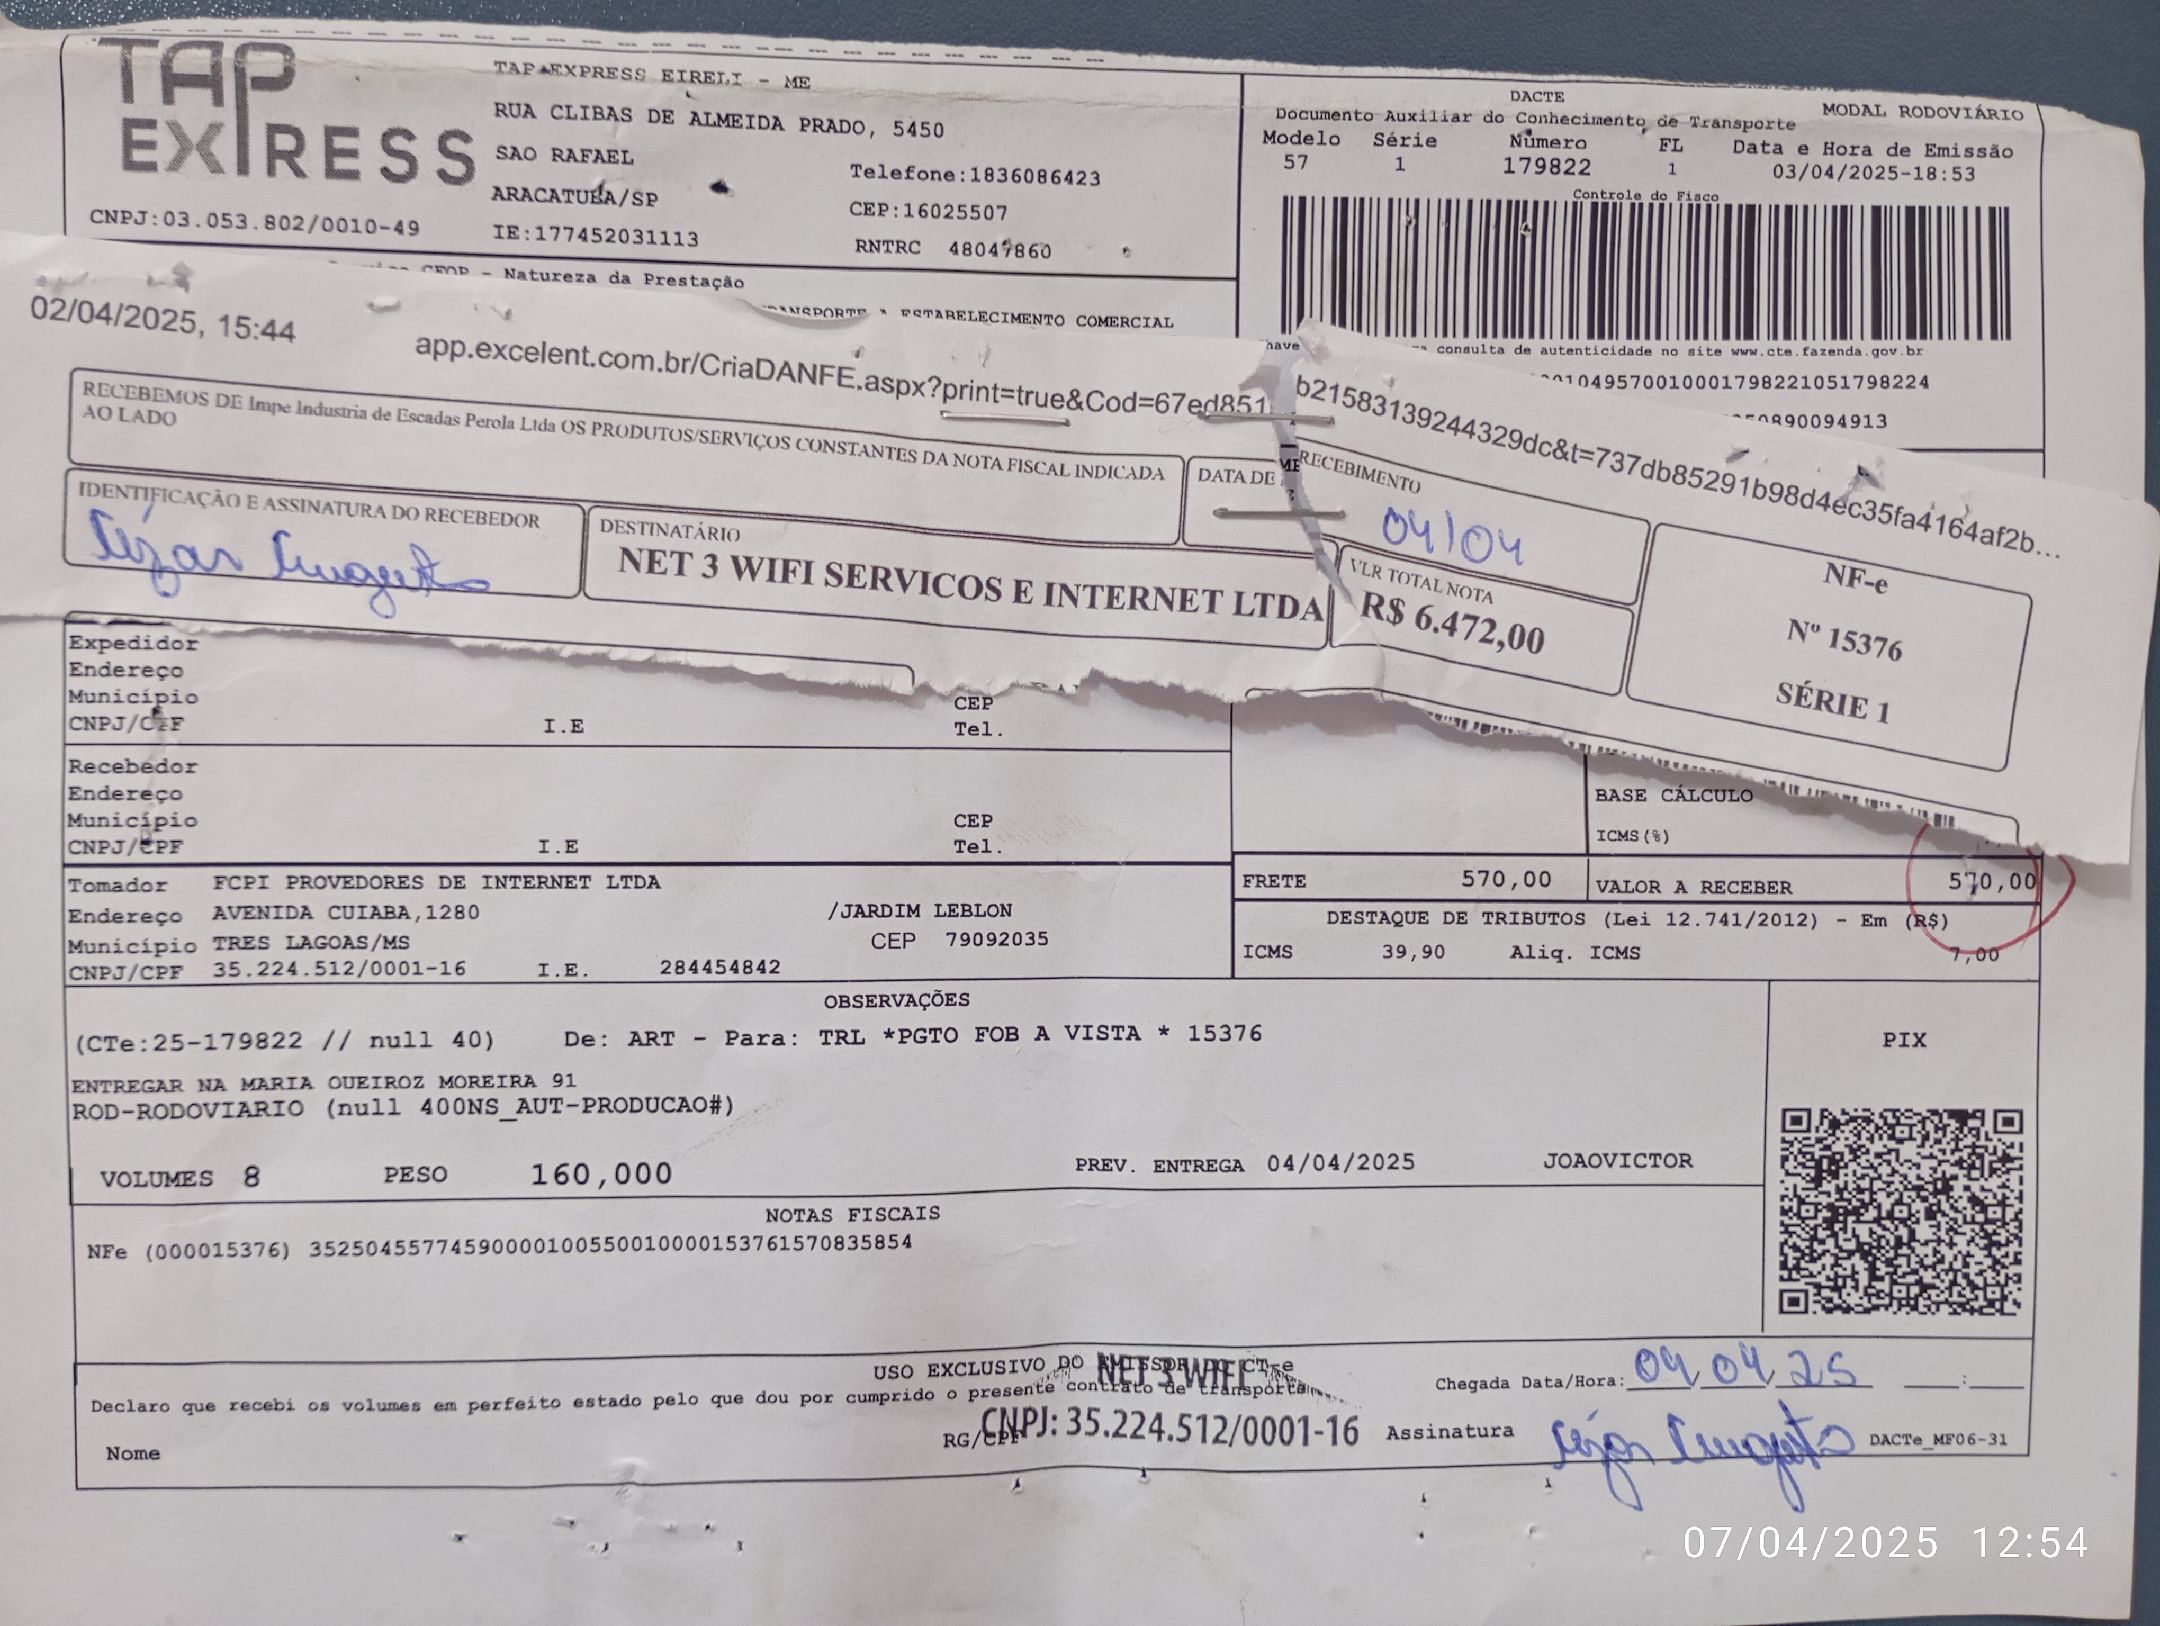 TAP EXPRESS
TAP EXPRESS EIRELI - ME
RUA CLIBAS DE ALMEIDA PRADO, 5450
SAO RAFAEL
Telefone:1836086423
ARACATUBA/SP
CEP:16025507
CNPJ:03.053.802/0010-49
IE:177452031113
RNTRC 48047860
DACTE
MODAL RODOVIÁRIO
Documento Auxiliar do Conhecimento de Transporte
Modelo Série Número FL Data e Hora de Emissão
57 1 179822 1 03/04/2025-18:53
Controle do Fisco
CFOP - Natureza da Prestação
ESTABELECIMENTO COMERCIAL
consulta de autenticidade no site www.cte.fazenda.gov.br
02/04/2025, 15:44
app.excelent.com.br/CriaDANFE.aspx?print=true&Cod=67ed851 b21583139244329dc&t=737db85291b98d4ec35fa4164af2b...
RECEBEMOS DE Impe Industria de Escadas Perola Ltda OS PRODUTOS/SERVIÇOS CONSTANTES DA NOTA FISCAL INDICADA
AO LADO
DATA DE RECEBIMENTO
04/04
IDENTIFICAÇÃO E ASSINATURA DO RECEBEDOR
Cézar Augusto
DESTINATÁRIO
NET 3 WIFI SERVICOS E INTERNET LTDA
VLR TOTAL NOTA
R$ 6.472,00
NF-e
Nº 15376
SÉRIE 1
Expedidor
Endereço
Município CEP
CNPJ/CPF I.E Tel.
Recebedor
Endereço
Município CEP
CNPJ/CPF I.E Tel.
BASE CÁLCULO
ICMS(%)
FRETE 570,00 VALOR A RECEBER 570,00
DESTAQUE DE TRIBUTOS (Lei 12.741/2012) - Em (R$)
ICMS 39,90 Aliq. ICMS 7,00
Tomador FCPI PROVEDORES DE INTERNET LTDA
Endereço AVENIDA CUIABA,1280 /JARDIM LEBLON
Município TRES LAGOAS/MS CEP 79092035
CNPJ/CPF 35.224.512/0001-16 I.E. 284454842
OBSERVAÇÕES
(CTe:25-179822 // null 40) De: ART - Para: TRL *PGTO FOB A VISTA * 15376
ENTREGAR NA MARIA QUEIROZ MOREIRA 91
ROD-RODOVIARIO (null 400NS_AUT-PRODUCAO#)
VOLUMES 8 PESO 160,000 PREV. ENTREGA 04/04/2025 JOAOVICTOR
PIX
NOTAS FISCAIS
NFe (000015376) 35250455774590000100550010000153761570835854
USO EXCLUSIVO DO EMISSOR DO CT-e
NET 3 WIFI
Declaro que recebi os volumes em perfeito estado pelo que dou por cumprido o presente contrato de transporte
Chegada Data/Hora: 04/04/25 __:__
Nome
RG/CPF
CNPJ: 35.224.512/0001-16
Assinatura Cézar Augusto
DACTe_MF06-31
07/04/2025 12:54